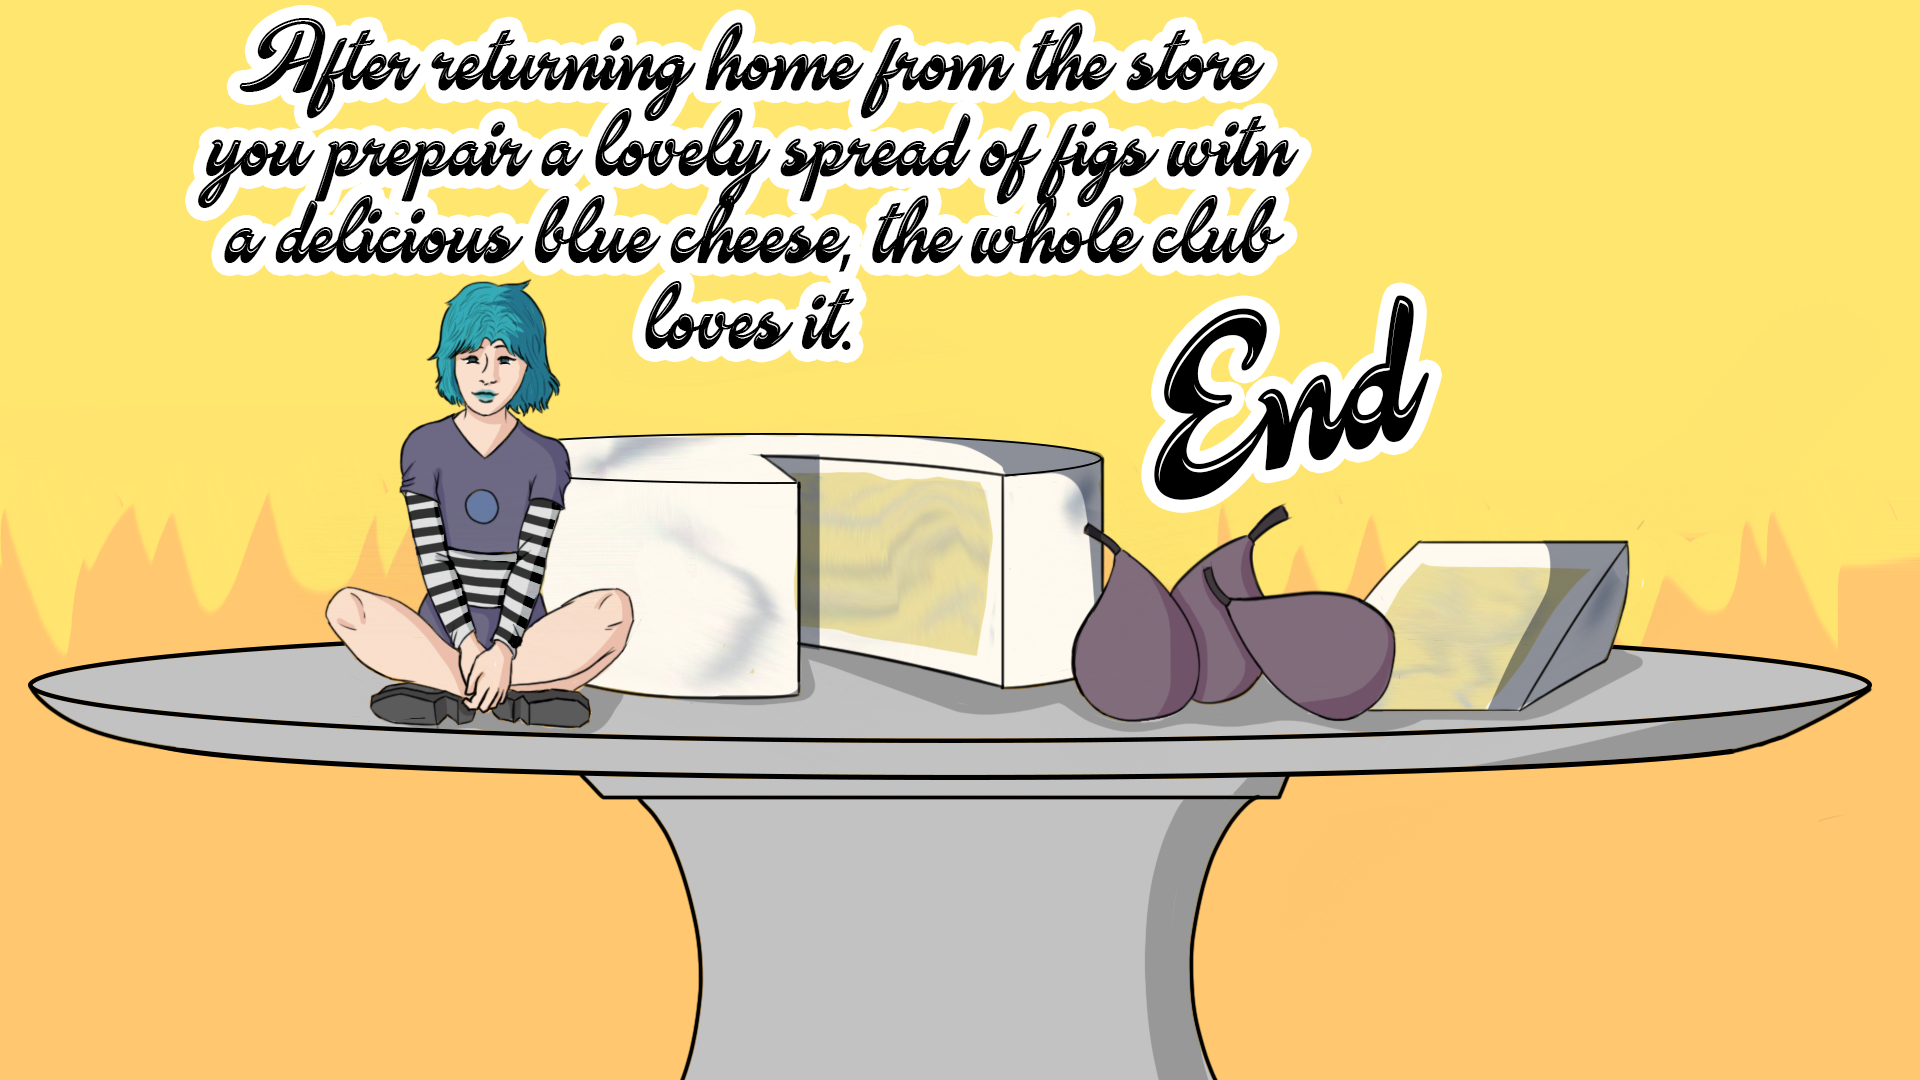 After returning home from the store
you prepair a lovely spread of figs witn
a delicious blue cheese, the whole club
loves it.
End